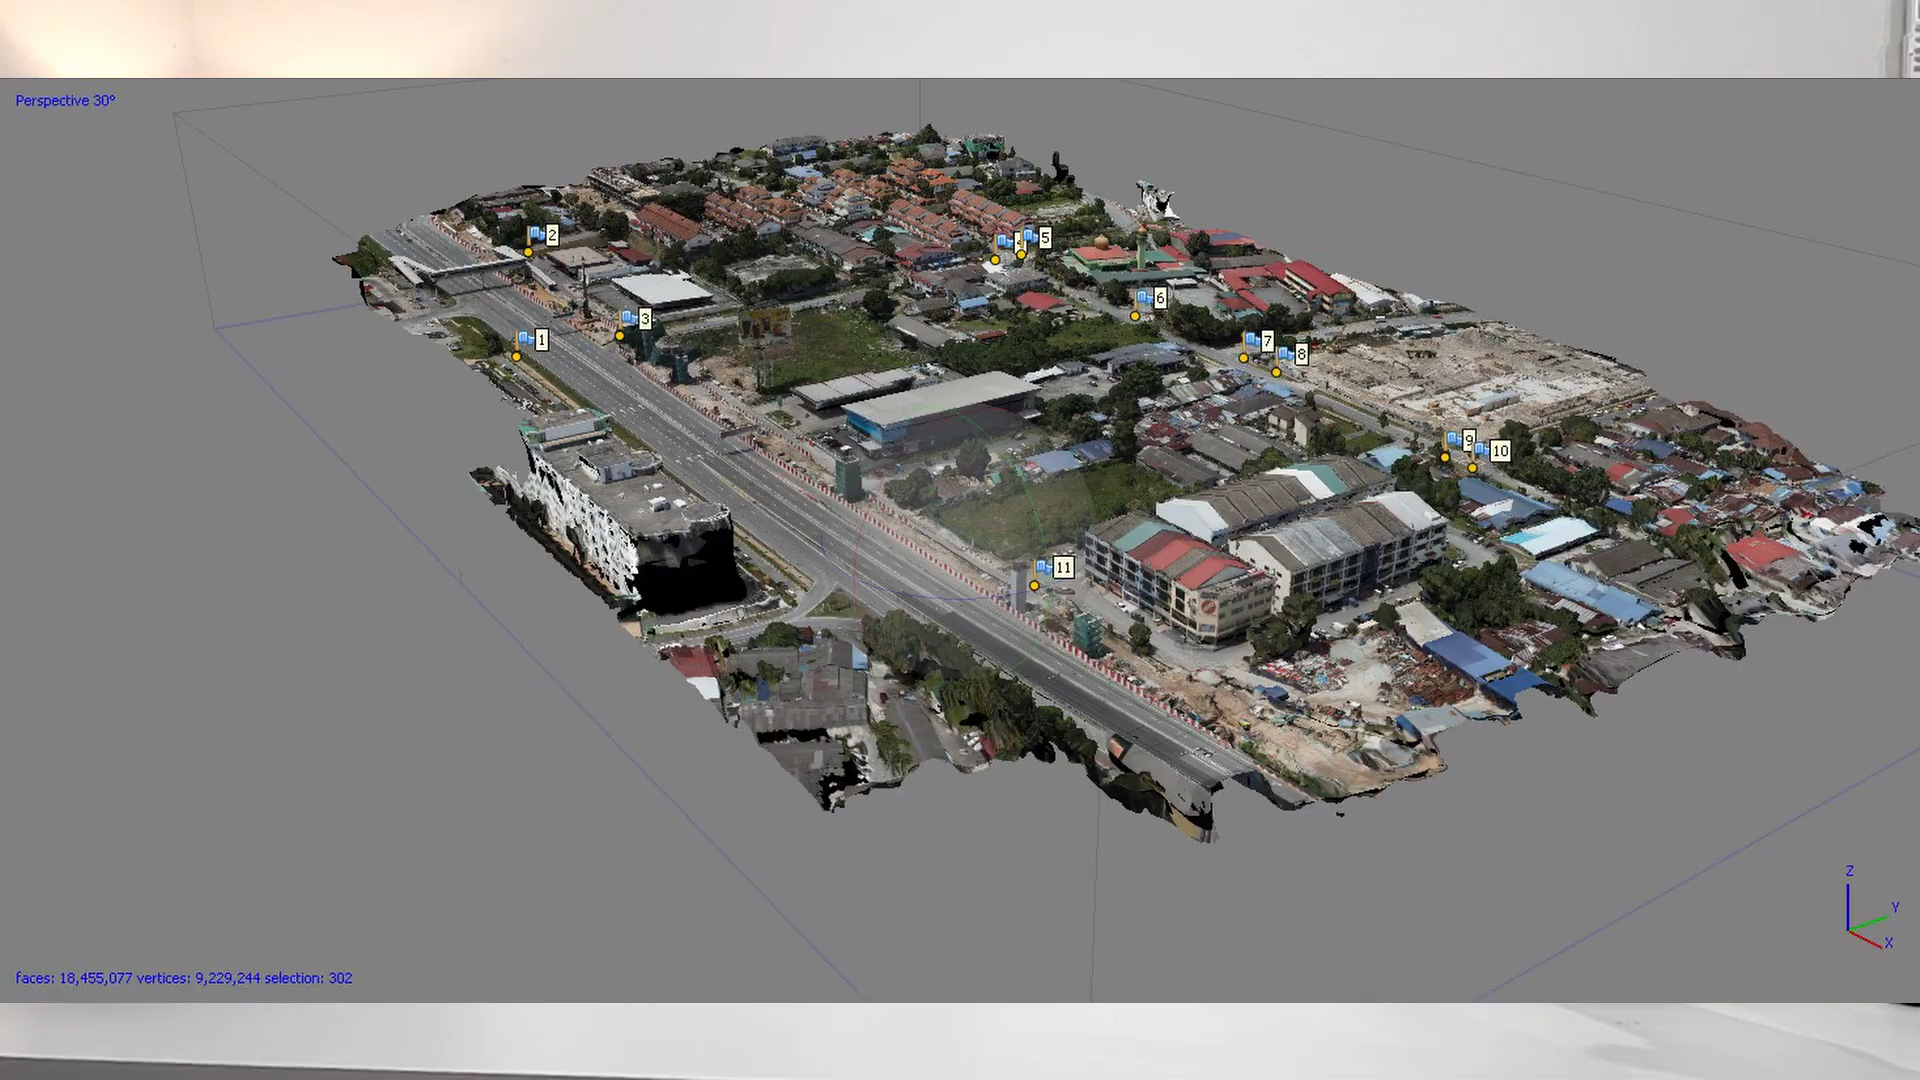 Perspective 30°
2
4
5
6
3
1
7
8
9
10
11
Z
Y
X
faces: 18,455,077 vertices: 9,229,244 selection: 302